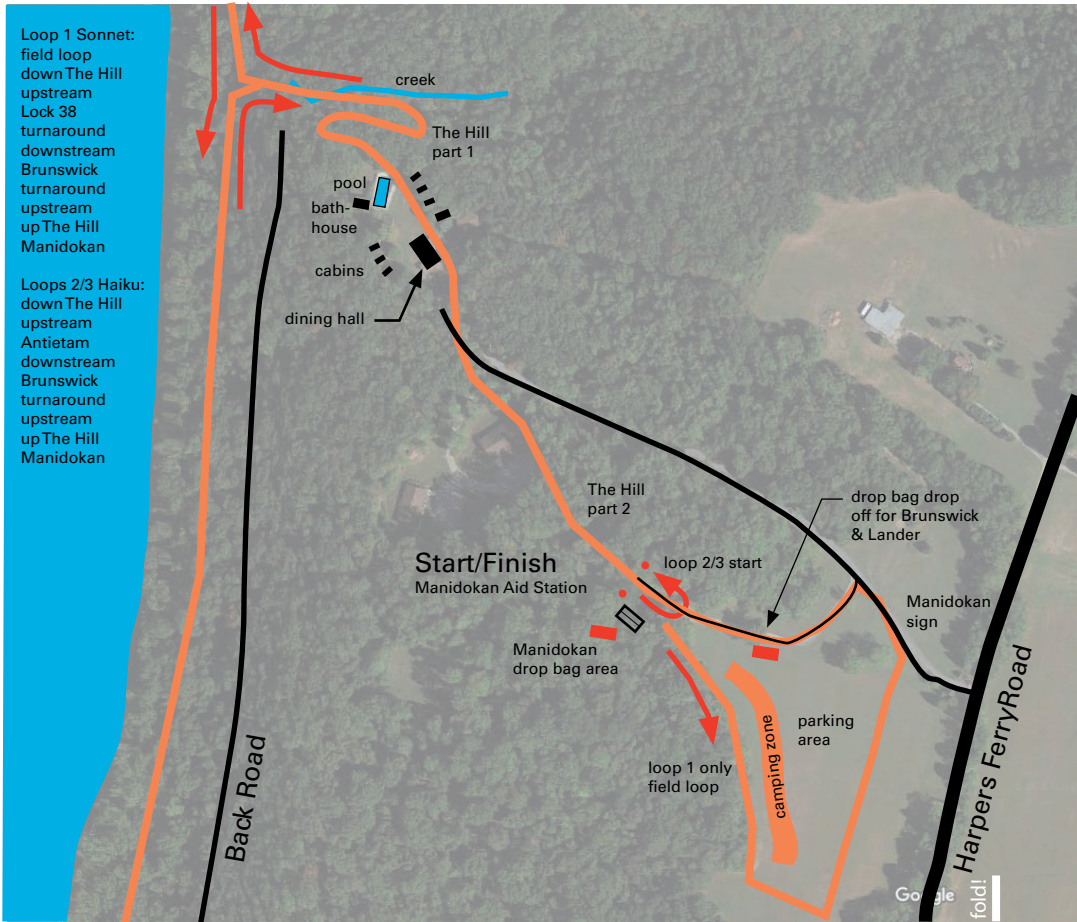 Loop 1 Sonnet:
field loop
down The Hill
upstream
Lock 38
turnaround
downstream
Brunswick
turnaround
upstream
up The Hill
Manidokan
Loops 2/3 Haiku:
down The Hill
upstream
Antietam
downstream
Brunswick
turnaround
upstream
up The Hill
Manidokan
creek
The Hill
part 1
pool
bath-
house
cabins
dining hall
The Hill
part 2
drop bag drop
off for Brunswick
& Lander
Start/Finish
Manidokan Aid Station
loop 2/3 start
Manidokan
sign
Manidokan
drop bag area
parking
area
camping zone
loop 1 only
field loop
Back Road
Harpers Ferry Road
Google
fold!